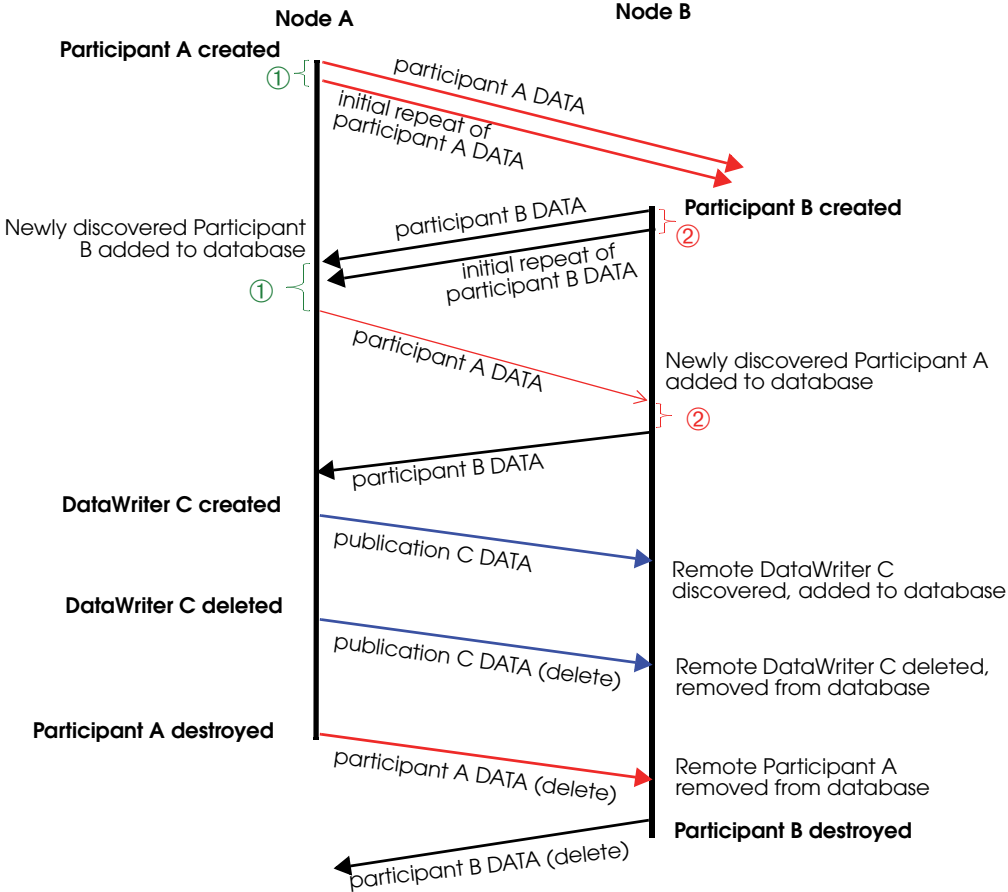 Node A
Node B
Participant A created
①
participant A DATA
initial repeat of
participant A DATA
Participant B created
②
participant B DATA
Newly discovered Participant
B added to database
initial repeat of
participant B DATA
①
participant A DATA
Newly discovered Participant A
added to database
②
participant B DATA
DataWriter C created
publication C DATA
Remote DataWriter C
discovered, added to database
DataWriter C deleted
publication C DATA (delete)
Remote DataWriter C deleted,
removed from database
Participant A destroyed
participant A DATA (delete)
Remote Participant A
removed from database
Participant B destroyed
participant B DATA (delete)